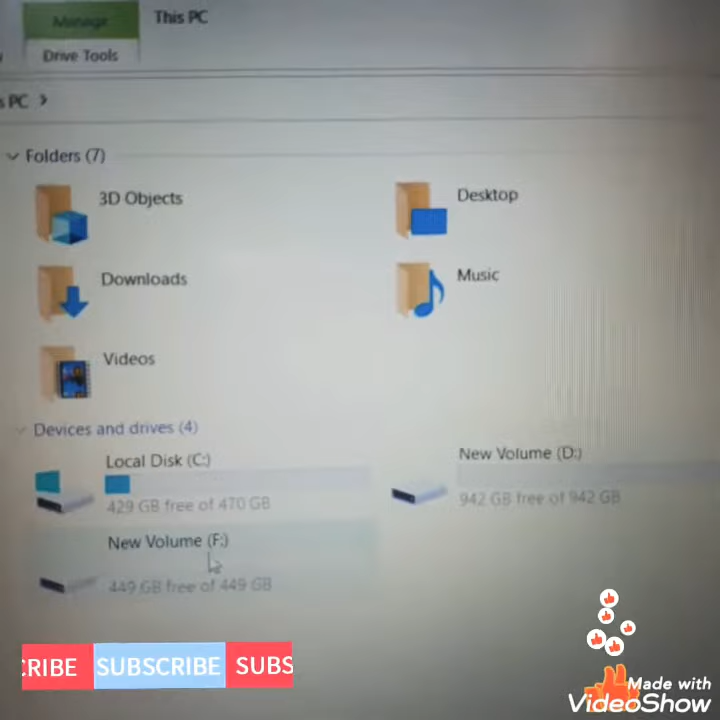 Manage
This PC
Drive Tools
PC >
Folders (7)
3D Objects
Desktop
Downloads
Music
Videos
Devices and drives (4)
Local Disk (C:)
New Volume (D:)
429 GB free of 470 GB
942 GB free of 942 GB
New Volume (F:)
449 GB free of 449 GB
CRIBE SUBSCRIBE SUBS
Made with
VideoShow